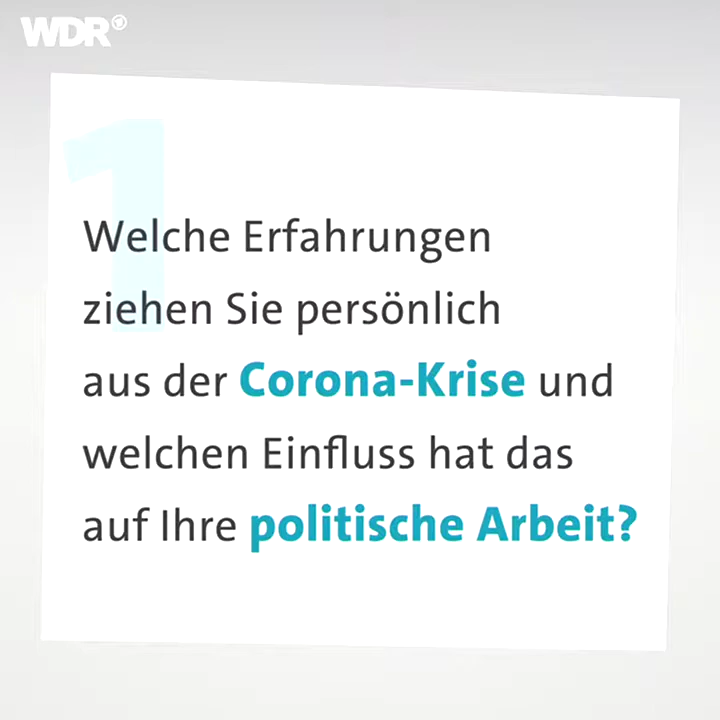 WDR
1
Welche Erfahrungen
ziehen Sie persönlich
aus der Corona-Krise und
welchen Einfluss hat das
auf Ihre politische Arbeit?